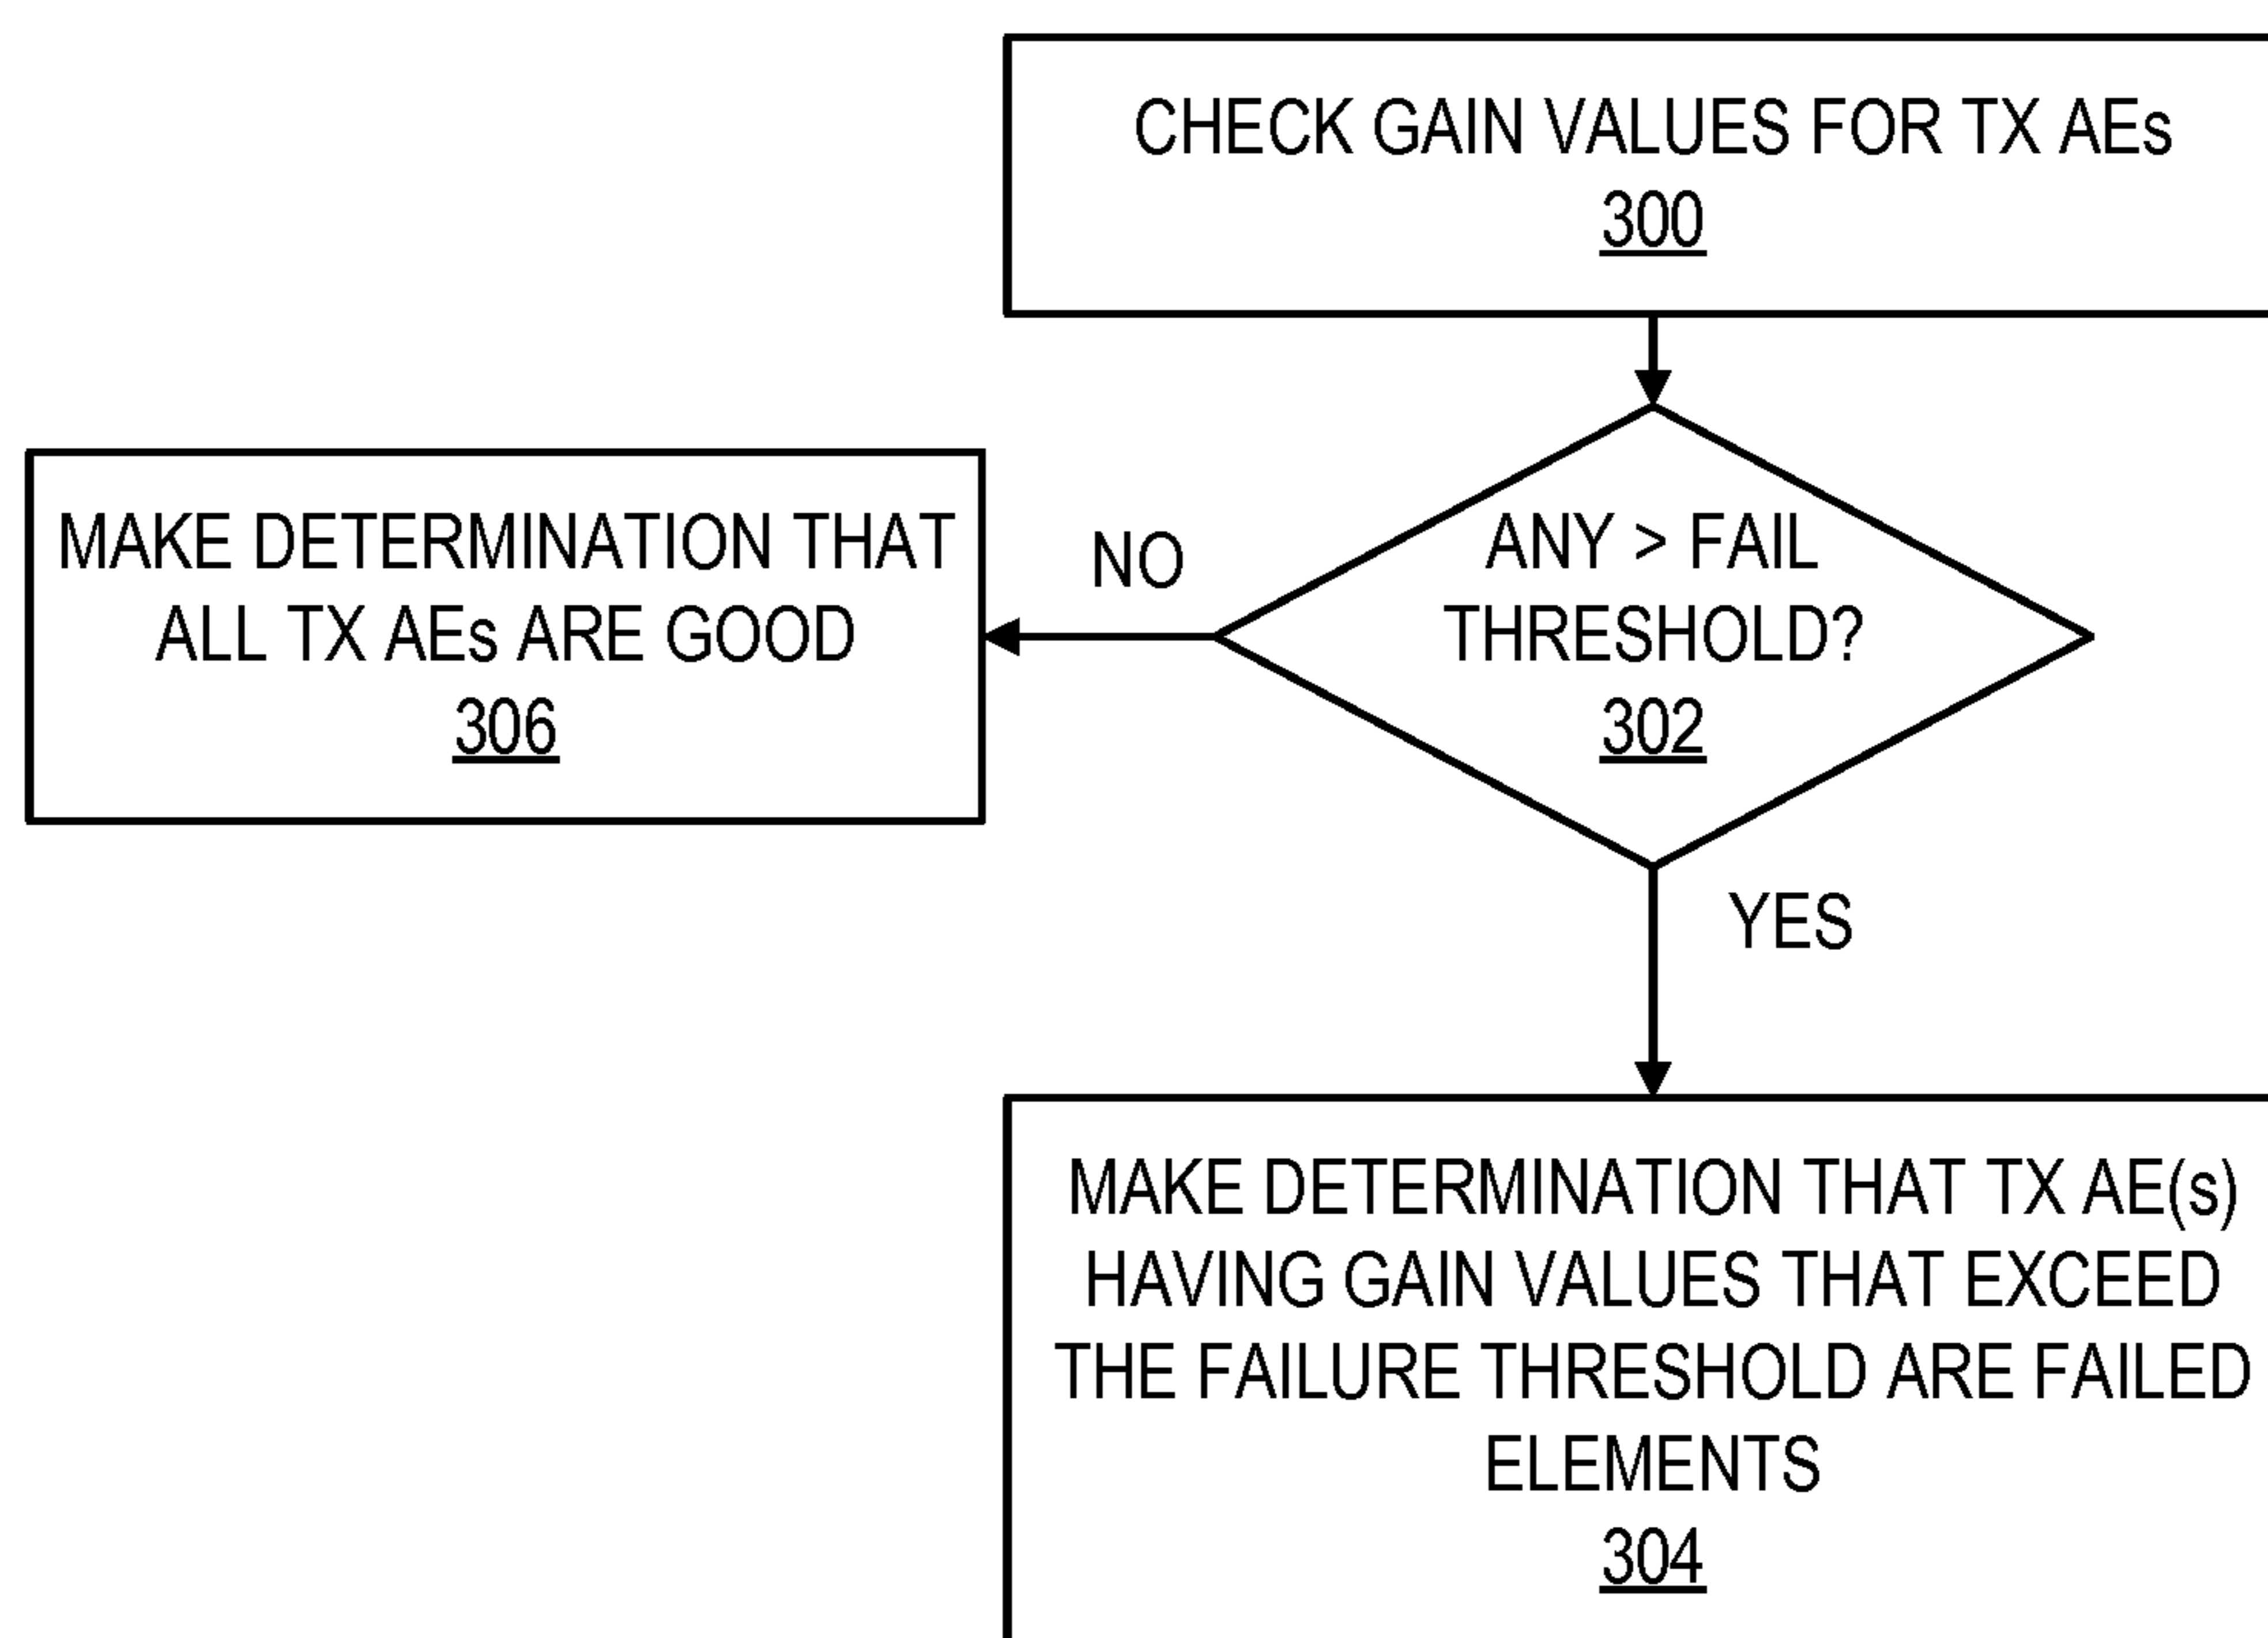 CHECK GAIN VALUES FOR TX AEs
300
ANY > FAIL
THRESHOLD?
302
NO
MAKE DETERMINATION THAT
ALL TX AEs ARE GOOD
306
YES
MAKE DETERMINATION THAT TX AE(s)
HAVING GAIN VALUES THAT EXCEED
THE FAILURE THRESHOLD ARE FAILED
ELEMENTS
304